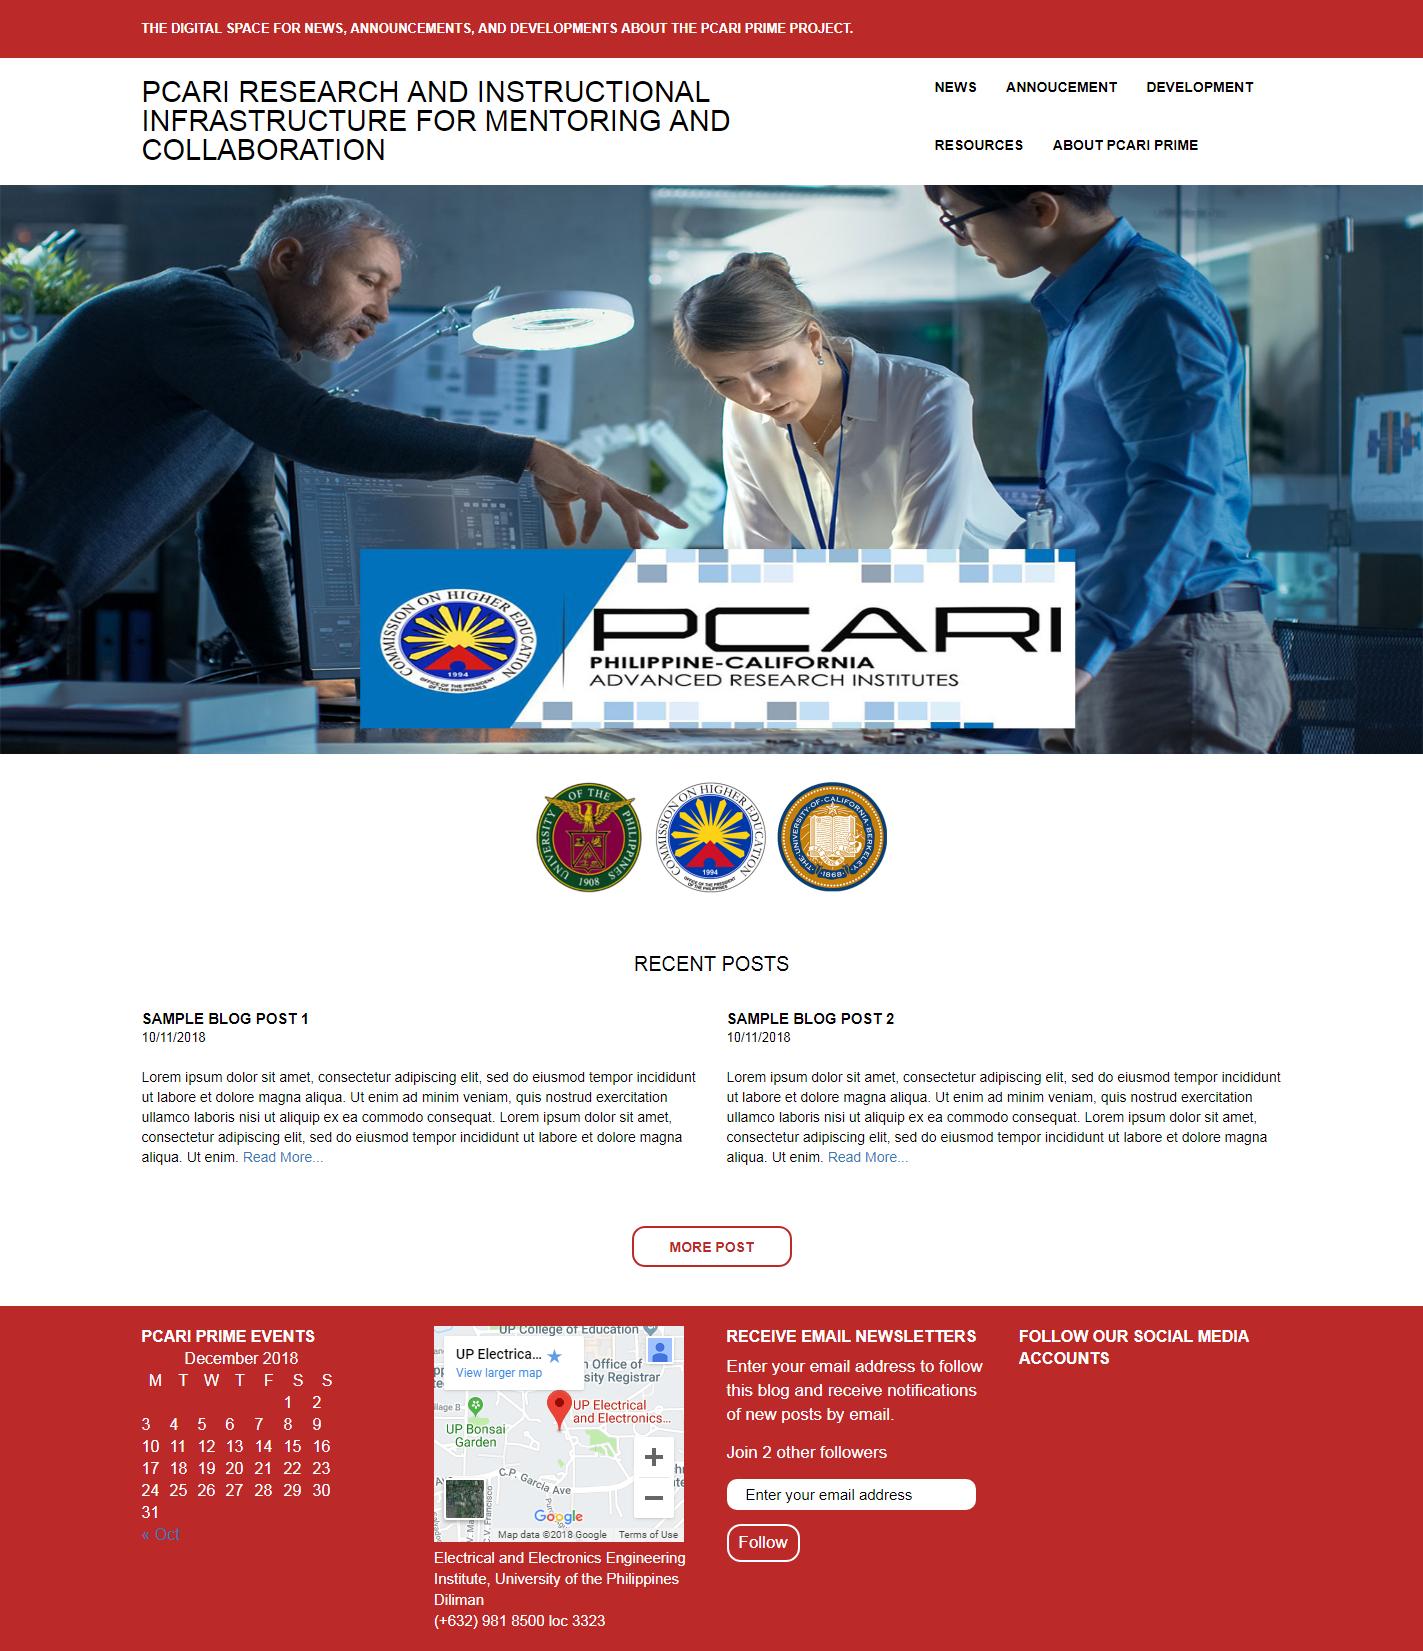 THE DIGITAL SPACE FOR NEWS, ANNOUNCEMENTS, AND DEVELOPMENTS ABOUT THE PCARI PRIME PROJECT.
PCARI RESEARCH AND INSTRUCTIONAL
INFRASTRUCTURE FOR MENTORING AND
COLLABORATION
NEWS ANNOUCEMENT DEVELOPMENT
RESOURCES ABOUT PCARI PRIME
COMMISSION ON HIGHER EDUCATION
1994
OFFICE OF THE PRESIDENT
OF THE PHILIPPINES
PCARI
PHILIPPINE-CALIFORNIA
ADVANCED RESEARCH INSTITUTES
UNIVERSITY OF THE PHILIPPINES
1908
COMMISSION ON HIGHER EDUCATION
1994
OFFICE OF THE PRESIDENT
OF THE PHILIPPINES
THE·UNIVERSITY·OF·CALIFORNIA·BERKELEY
·1868·
RECENT POSTS
SAMPLE BLOG POST 1
10/11/2018
Lorem ipsum dolor sit amet, consectetur adipiscing elit, sed do eiusmod tempor incididunt
ut labore et dolore magna aliqua. Ut enim ad minim veniam, quis nostrud exercitation
ullamco laboris nisi ut aliquip ex ea commodo consequat. Lorem ipsum dolor sit amet,
consectetur adipiscing elit, sed do eiusmod tempor incididunt ut labore et dolore magna
aliqua. Ut enim. Read More...
SAMPLE BLOG POST 2
10/11/2018
Lorem ipsum dolor sit amet, consectetur adipiscing elit, sed do eiusmod tempor incididunt
ut labore et dolore magna aliqua. Ut enim ad minim veniam, quis nostrud exercitation
ullamco laboris nisi ut aliquip ex ea commodo consequat. Lorem ipsum dolor sit amet,
consectetur adipiscing elit, sed do eiusmod tempor incididunt ut labore et dolore magna
aliqua. Ut enim. Read More...
MORE POST
PCARI PRIME EVENTS
December 2018
M T W T F S S
1 2
3 4 5 6 7 8 9
10 11 12 13 14 15 16
17 18 19 20 21 22 23
24 25 26 27 28 29 30
31
« Oct
UP College of Education
UP Electrica...
View larger map
Office of
sity Registrar
llage B
UP Electrical
and Electronics...
UP Bonsai
Garden
C.P. Garcia Ave
C.V. Francisco
Google
Map data ©2018 Google Terms of Use
Electrical and Electronics Engineering
Institute, University of the Philippines
Diliman
(+632) 981 8500 loc 3323
RECEIVE EMAIL NEWSLETTERS
Enter your email address to follow
this blog and receive notifications
of new posts by email.
Join 2 other followers
Enter your email address
Follow
FOLLOW OUR SOCIAL MEDIA
ACCOUNTS